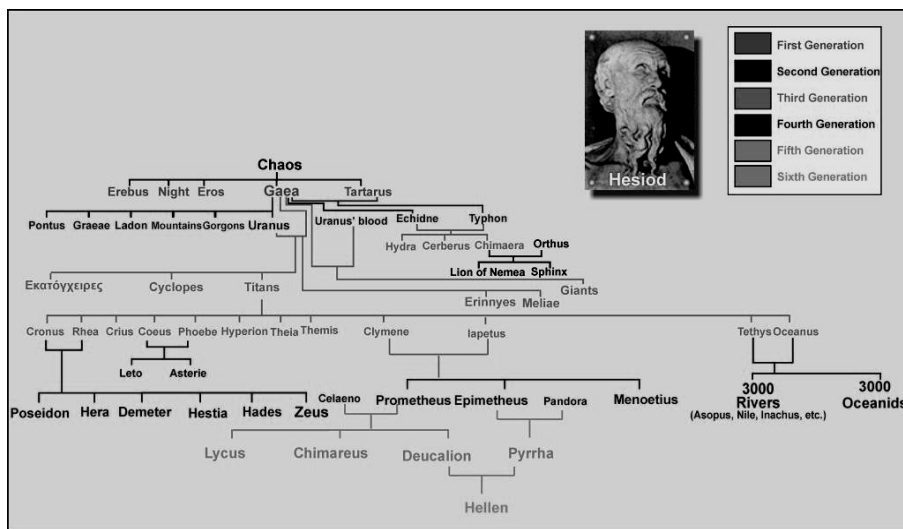 First Generation
Second Generation
Third Generation
Fourth Generation
Fifth Generation
Sixth Generation
Hesiod
Chaos
Erebus Night Eros Gaea Tartarus
Pontus Graeae Ladon Mountains Gorgons Uranus Uranus' blood Echidne Typhon
Hydra Cerberus Chimaera Orthus
Lion of Nemea Sphinx
Εκατόγχειρες Cyclopes Titans Erinnyes Meliae Giants
Cronus Rhea Crius Coeus Phoebe Hyperion Theia Themis Clymene Iapetus Tethys Oceanus
Leto Asterie
Poseidon Hera Demeter Hestia Hades Zeus Celaeno Prometheus Epimetheus Pandora Menoetius 3000 Rivers 3000 Oceanids
(Asopus, Nile, Inachus, etc.)
Lycus Chimareus Deucalion Pyrrha
Hellen